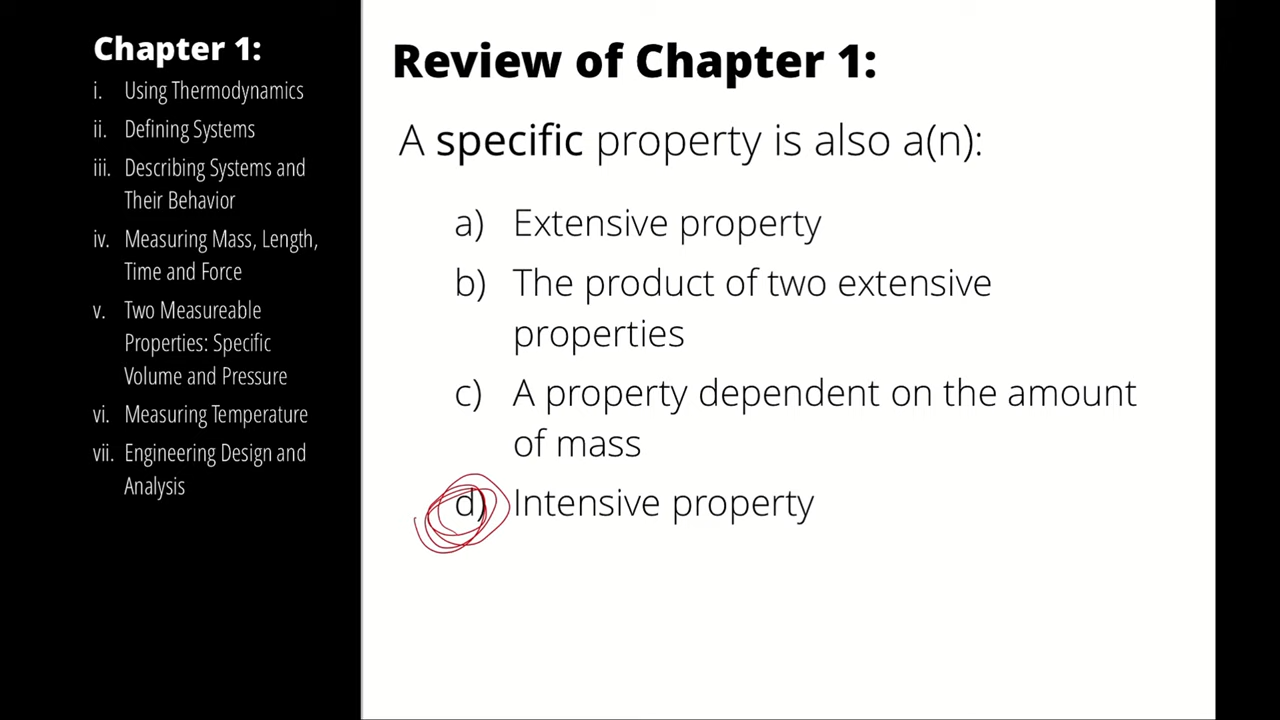 Chapter 1:
i. Using Thermodynamics
ii. Defining Systems
iii. Describing Systems and
Their Behavior
iv. Measuring Mass, Length,
Time and Force
v. Two Measureable
Properties: Specific
Volume and Pressure
vi. Measuring Temperature
vii. Engineering Design and
Analysis
Review of Chapter 1:
A specific property is also a(n):
a) Extensive property
b) The product of two extensive
properties
c) A property dependent on the amount
of mass
d) Intensive property